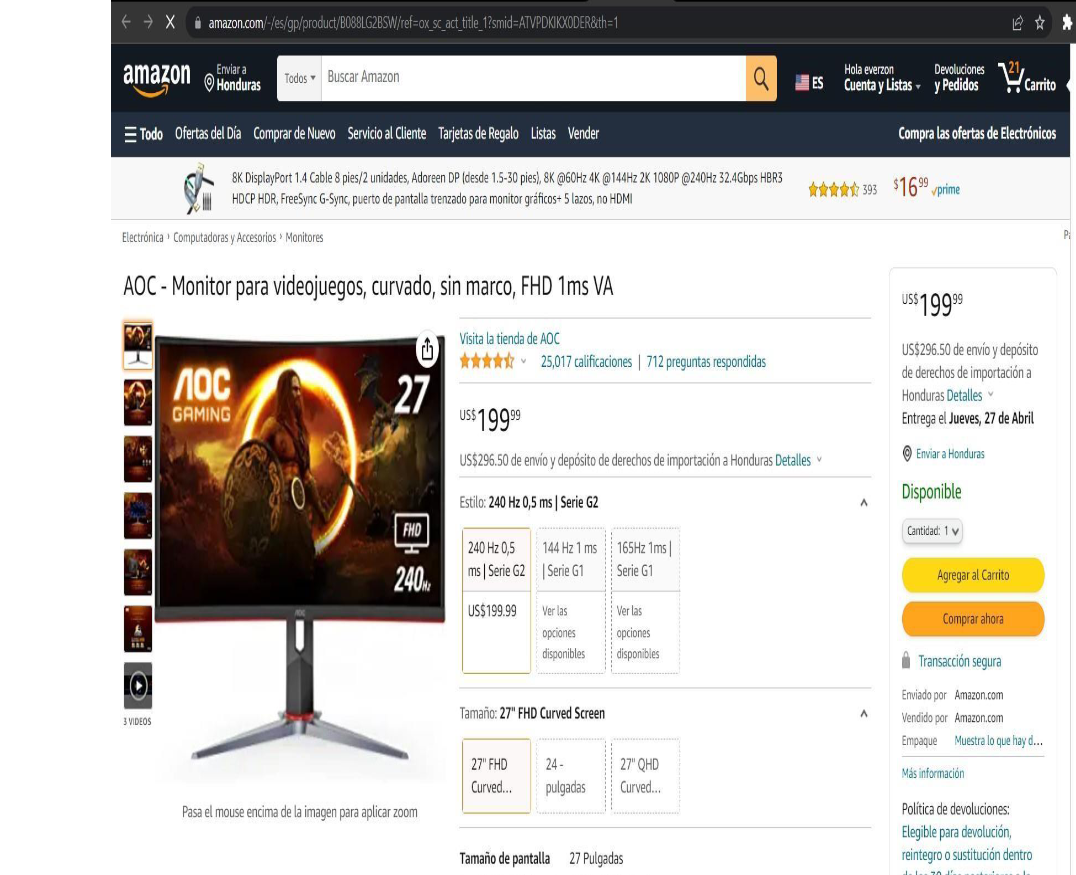 amazon.com/-/es/gp/product/B088LG2BSW/ref=ox_sc_act_title_1?smid=ATVPDKIKX0DER&th=1
amazon
Enviar a
Honduras
Todos
Buscar Amazon
ES
Hola everzon
Cuenta y Listas
Devoluciones
y Pedidos
21
Carrito
Todo Ofertas del Día Comprar de Nuevo Servicio al Cliente Tarjetas de Regalo Listas Vender
Compra las ofertas de Electrónicos
8K DisplayPort 1.4 Cable 8 pies/2 unidades, Adoreen DP (desde 1.5-30 pies), 8K @60Hz 4K @144Hz 2K 1080P @240Hz 32.4Gbps HBR3
HDCP HDR, FreeSync G-Sync, puerto de pantalla trenzado para monitor gráficos+ 5 lazos, no HDMI
393
$16.99 prime
Electrónica › Computadoras y Accesorios › Monitores
AOC - Monitor para videojuegos, curvado, sin marco, FHD 1ms VA
AOC
GAMING
27
FHD
240Hz
AOC
3 VIDEOS
Pasa el mouse encima de la imagen para aplicar zoom
Visita la tienda de AOC
25,017 calificaciones | 712 preguntas respondidas
US$199 99
US$296.50 de envío y depósito de derechos de importación a Honduras Detalles
Estilo: 240 Hz 0,5 ms | Serie G2
240 Hz 0,5
ms | Serie G2
US$199.99
144 Hz 1 ms
| Serie G1
Ver las
opciones
disponibles
165Hz 1ms |
Serie G1
Ver las
opciones
disponibles
Tamaño: 27" FHD Curved Screen
27" FHD
Curved...
24 -
pulgadas
27" QHD
Curved...
Tamaño de pantalla 27 Pulgadas
US$199 99
US$296.50 de envío y depósito
de derechos de importación a
Honduras Detalles
Entrega el Jueves, 27 de Abril
Enviar a Honduras
Disponible
Cantidad: 1
Agregar al Carrito
Comprar ahora
Transacción segura
Enviado por Amazon.com
Vendido por Amazon.com
Empaque Muestra lo que hay d...
Más información
Política de devoluciones:
Elegible para devolución,
reintegro o sustitución dentro